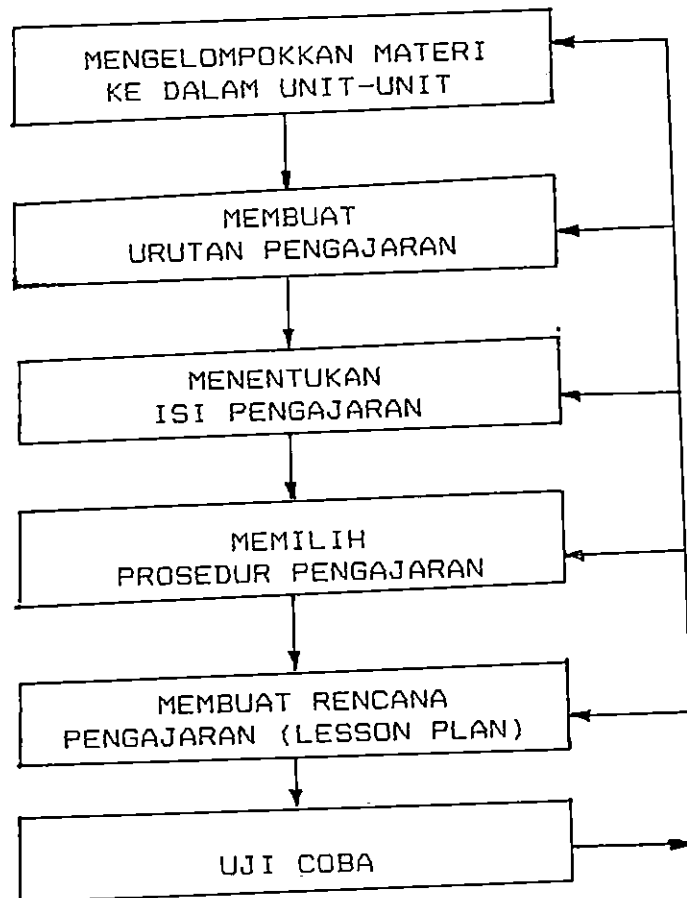 MENGELOMPOKKAN MATERI
KE DALAM UNIT-UNIT
MEMBUAT
URUTAN PENGAJARAN
MENENTUKAN
ISI PENGAJARAN
MEMILIH
PROSEDUR PENGAJARAN
MEMBUAT RENCANA
PENGAJARAN (LESSON PLAN)
UJI COBA